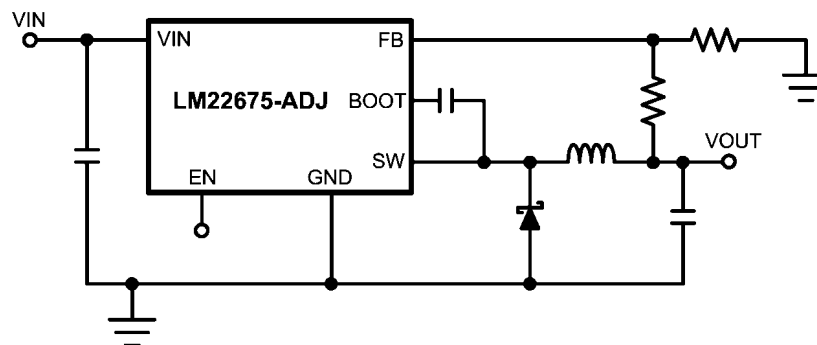 VIN
VIN
FB
LM22675-ADJ
BOOT
VOUT
SW
EN
GND